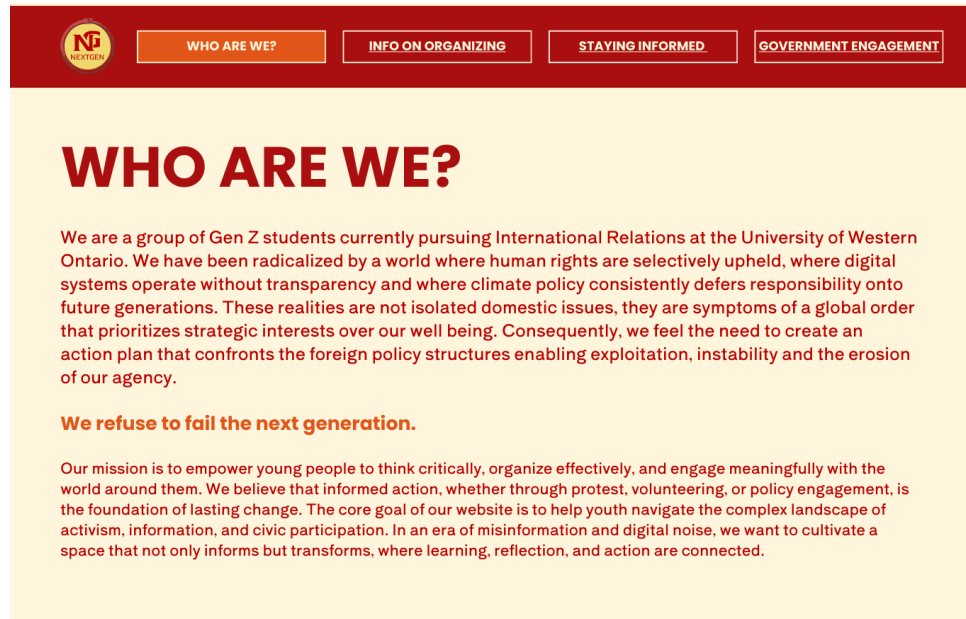 NG
NEXTGEN
WHO ARE WE?
INFO ON ORGANIZING
STAYING INFORMED
GOVERNMENT ENGAGEMENT
WHO ARE WE?
We are a group of Gen Z students currently pursuing International Relations at the University of Western
Ontario. We have been radicalized by a world where human rights are selectively upheld, where digital
systems operate without transparency and where climate policy consistently defers responsibility onto
future generations. These realities are not isolated domestic issues, they are symptoms of a global order
that prioritizes strategic interests over our well being. Consequently, we feel the need to create an
action plan that confronts the foreign policy structures enabling exploitation, instability and the erosion
of our agency.
We refuse to fail the next generation.
Our mission is to empower young people to think critically, organize effectively, and engage meaningfully with the
world around them. We believe that informed action, whether through protest, volunteering, or policy engagement, is
the foundation of lasting change. The core goal of our website is to help youth navigate the complex landscape of
activism, information, and civic participation. In an era of misinformation and digital noise, we want to cultivate a
space that not only informs but transforms, where learning, reflection, and action are connected.